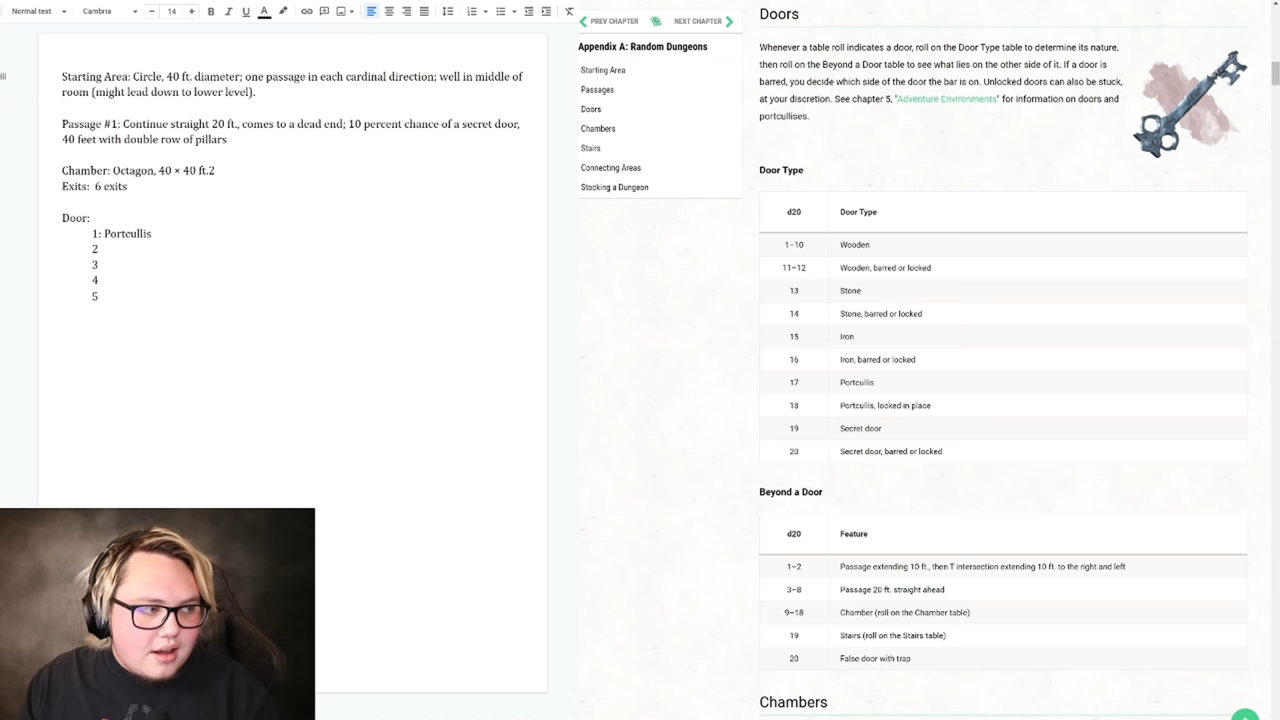 Normal text
Cambria
14
B I U A
ill
Starting Area: Circle, 40 ft. diameter; one passage in each cardinal direction; well in middle of
room (might lead down to lower level).
Passage #1: Continue straight 20 ft., comes to a dead end; 10 percent chance of a secret door,
40 feet with double row of pillars
Chamber: Octagon, 40 × 40 ft.2
Exits: 6 exits
Door:
1: Portcullis
2
3
4
5
PREV CHAPTER
NEXT CHAPTER
Appendix A: Random Dungeons
Starting Area
Passages
Doors
Chambers
Stairs
Connecting Areas
Stocking a Dungeon
Doors
Whenever a table roll indicates a door, roll on the Door Type table to determine its nature,
then roll on the Beyond a Door table to see what lies on the other side of it. If a door is
barred, you decide which side of the door the bar is on. Unlocked doors can also be stuck,
at your discretion. See chapter 5, "Adventure Environments" for information on doors and
portcullises.
Door Type
d20 Door Type
1–10 Wooden
11–12 Wooden, barred or locked
13 Stone
14 Stone, barred or locked
15 Iron
16 Iron, barred or locked
17 Portcullis
18 Portcullis, locked in place
19 Secret door
20 Secret door, barred or locked
Beyond a Door
d20 Feature
1–2 Passage extending 10 ft., then T intersection extending 10 ft. to the right and left
3–8 Passage 20 ft. straight ahead
9–18 Chamber (roll on the Chamber table)
19 Stairs (roll on the Stairs table)
20 False door with trap
Chambers